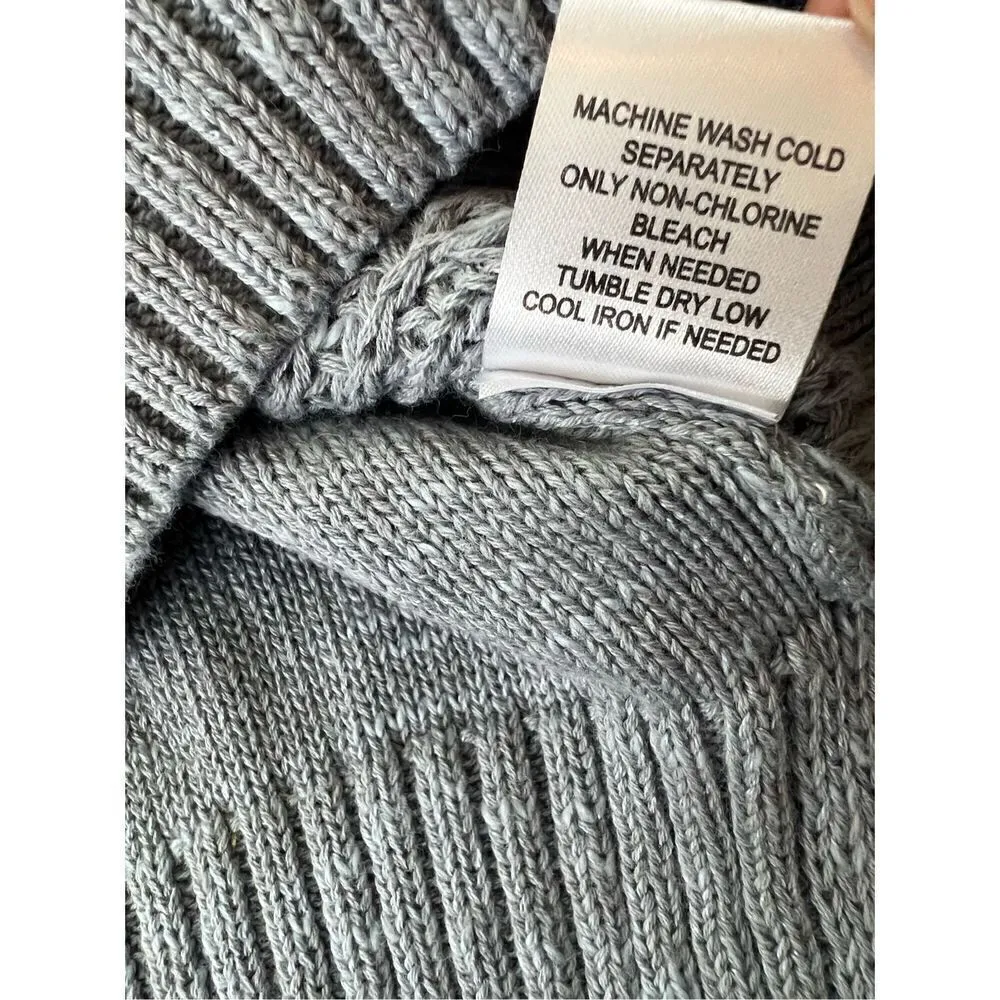 MACHINE WASH COLD
SEPARATELY
ONLY NON-CHLORINE
BLEACH
WHEN NEEDED
TUMBLE DRY LOW
COOL IRON IF NEEDED